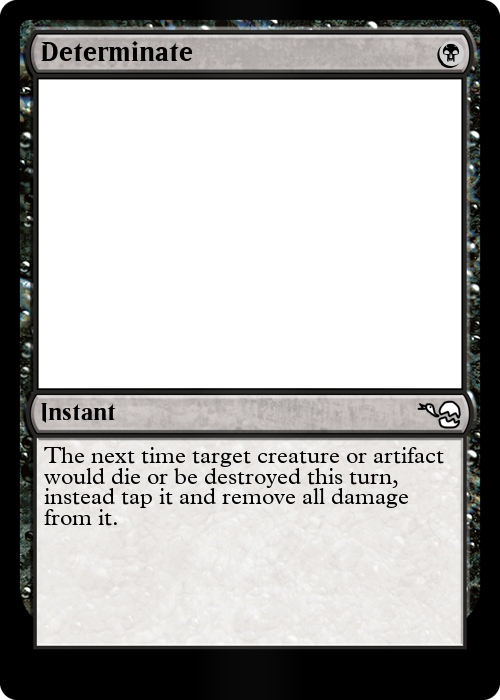 Determinate
Instant
The next time target creature or artifact
would die or be destroyed this turn,
instead tap it and remove all damage
from it.